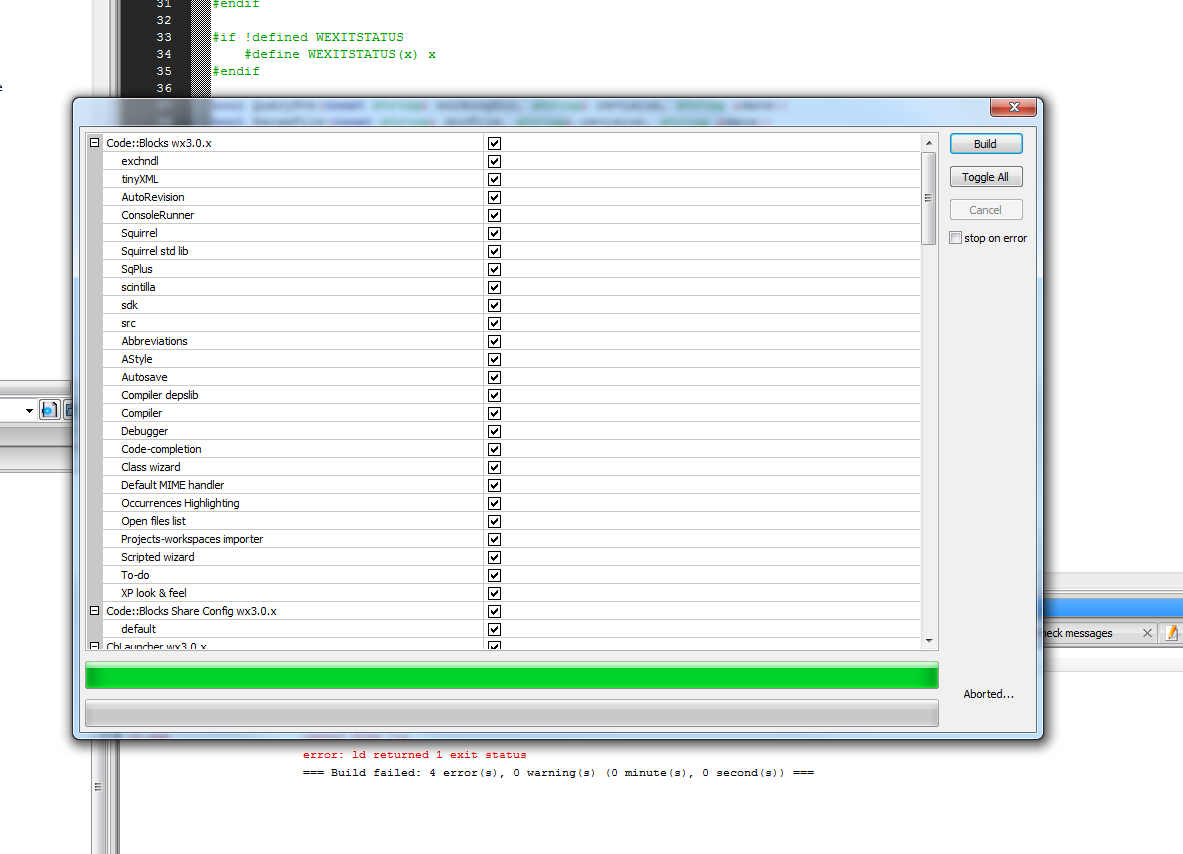 31 #endif
32
33 #if !defined WEXITSTATUS
34 #define WEXITSTATUS(x) x
35 #endif
36
e
Code::Blocks wx3.0.x
exchndl
tinyXML
AutoRevision
ConsoleRunner
Squirrel
Squirrel std lib
SqPlus
scintilla
sdk
src
Abbreviations
AStyle
Autosave
Compiler depslib
Compiler
Debugger
Code-completion
Class wizard
Default MIME handler
Occurrences Highlighting
Open files list
Projects-workspaces importer
Scripted wizard
To-do
XP look & feel
Code::Blocks Share Config wx3.0.x
default
CbLauncher wx3.0.x
Build
Toggle All
Cancel
stop on error
Aborted...
heck messages
error: ld returned 1 exit status
=== Build failed: 4 error(s), 0 warning(s) (0 minute(s), 0 second(s)) ===